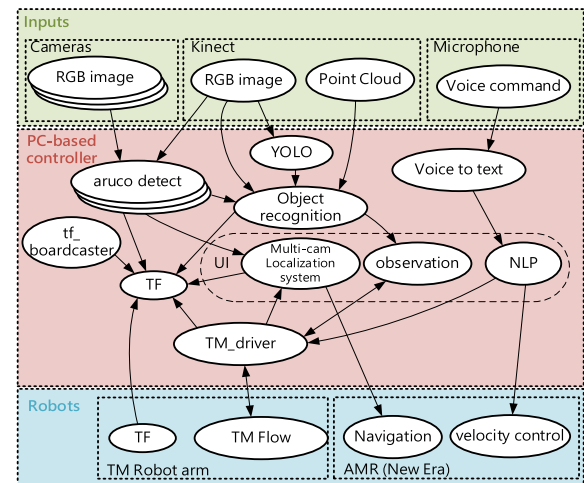 Inputs
Cameras
Kinect
Microphone
RGB image
RGB image
Point Cloud
Voice command
PC-based
controller
YOLO
Voice to text
aruco detect
Object
recognition
tf_
boardcaster
UI
Multi-cam
Localization
system
observation
NLP
TF
TM_driver
Robots
TF
TM Flow
Navigation
velocity control
TM Robot arm
AMR (New Era)